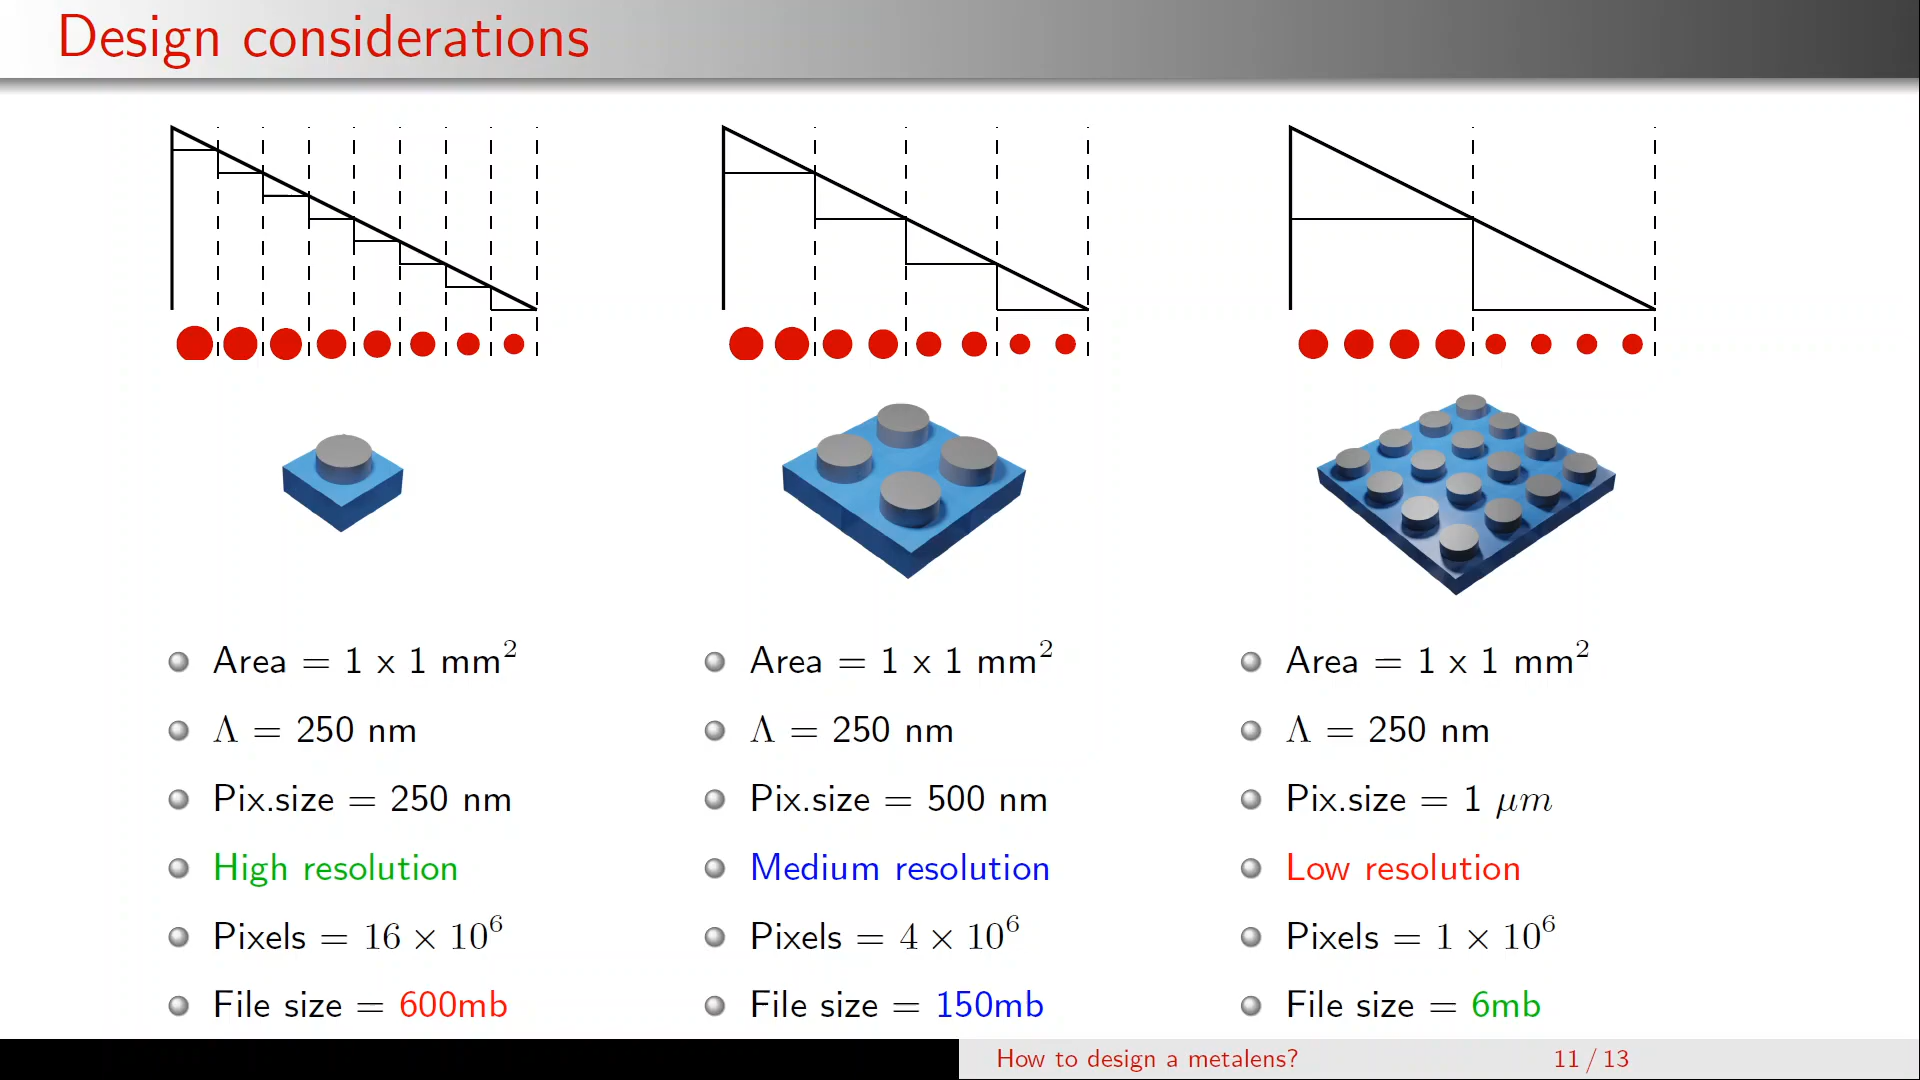 Design considerations
Area = 1 x 1 mm²
Λ = 250 nm
Pix.size = 250 nm
High resolution
Pixels = 16 × 10⁶
File size = 600mb
Area = 1 x 1 mm²
Λ = 250 nm
Pix.size = 500 nm
Medium resolution
Pixels = 4 × 10⁶
File size = 150mb
Area = 1 x 1 mm²
Λ = 250 nm
Pix.size = 1 μm
Low resolution
Pixels = 1 × 10⁶
File size = 6mb
How to design a metalens?
11 / 13